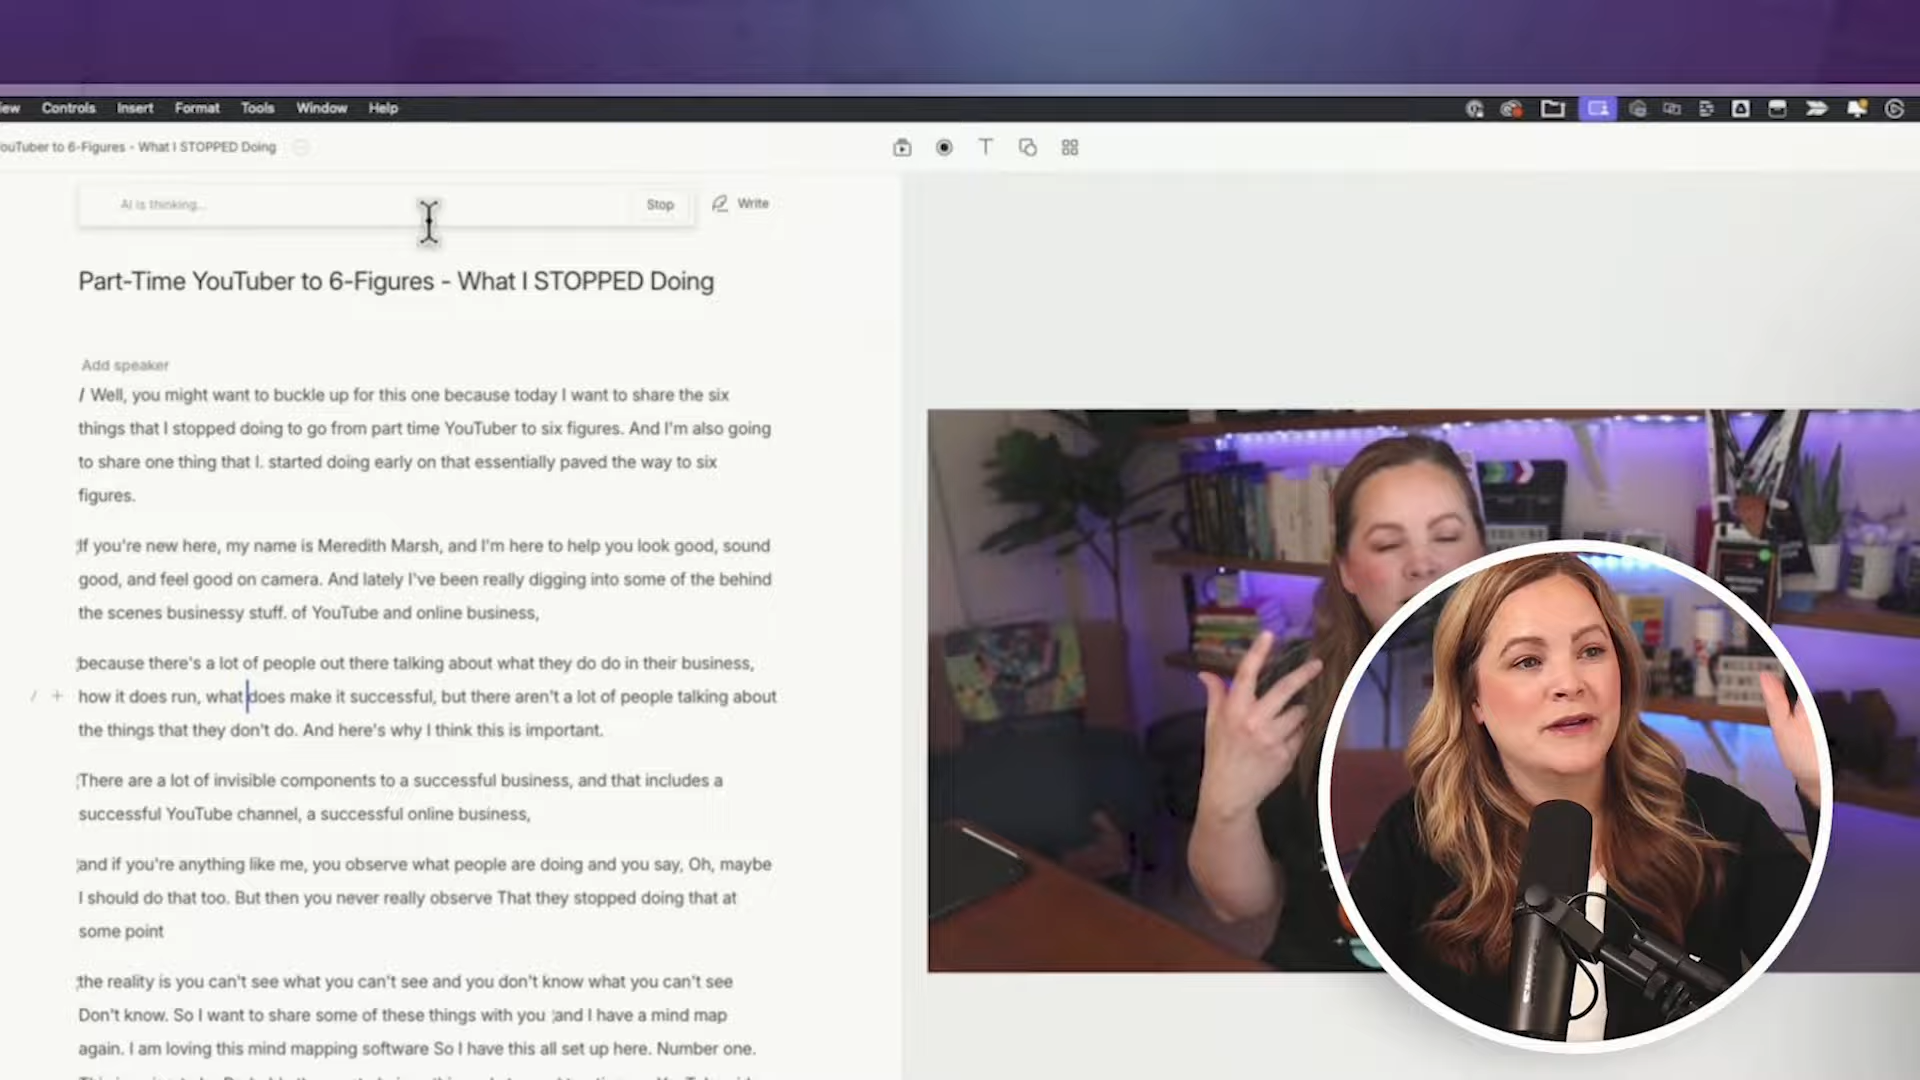 Controls Insert Format Tools Window Help
ouTuber to 6-Figures - What I STOPPED Doing
AI is thinking...
Stop
Write
Part-Time YouTuber to 6-Figures - What I STOPPED Doing
Add speaker
/ Well, you might want to buckle up for this one because today I want to share the six
things that I stopped doing to go from part time YouTuber to six figures. And I'm also going
to share one thing that I. started doing early on that essentially paved the way to six
figures.
If you're new here, my name is Meredith Marsh, and I'm here to help you look good, sound
good, and feel good on camera. And lately I've been really digging into some of the behind
the scenes businessy stuff. of YouTube and online business,
because there's a lot of people out there talking about what they do do in their business,
how it does run, what does make it successful, but there aren't a lot of people talking about
the things that they don't do. And here's why I think this is important.
There are a lot of invisible components to a successful business, and that includes a
successful YouTube channel, a successful online business,
and if you're anything like me, you observe what people are doing and you say, Oh, maybe
I should do that too. But then you never really observe That they stopped doing that at
some point
the reality is you can't see what you can't see and you don't know what you can't see
Don't know. So I want to share some of these things with you and I have a mind map
again. I am loving this mind mapping software So I have this all set up here. Number one.